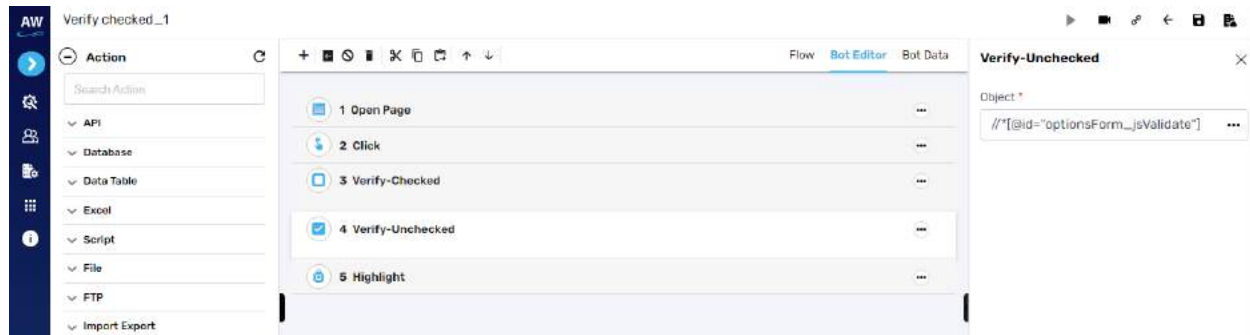 AW
Verify checked_1
Action
Search Action
API
Database
Data Table
Excel
Script
File
FTP
Import Export
Flow
Bot Editor
Bot Data
1 Open Page
2 Click
3 Verify-Checked
4 Verify-Unchecked
5 Highlight
Verify-Unchecked
Object *
//*[@id="optionsForm_jsValidate"]